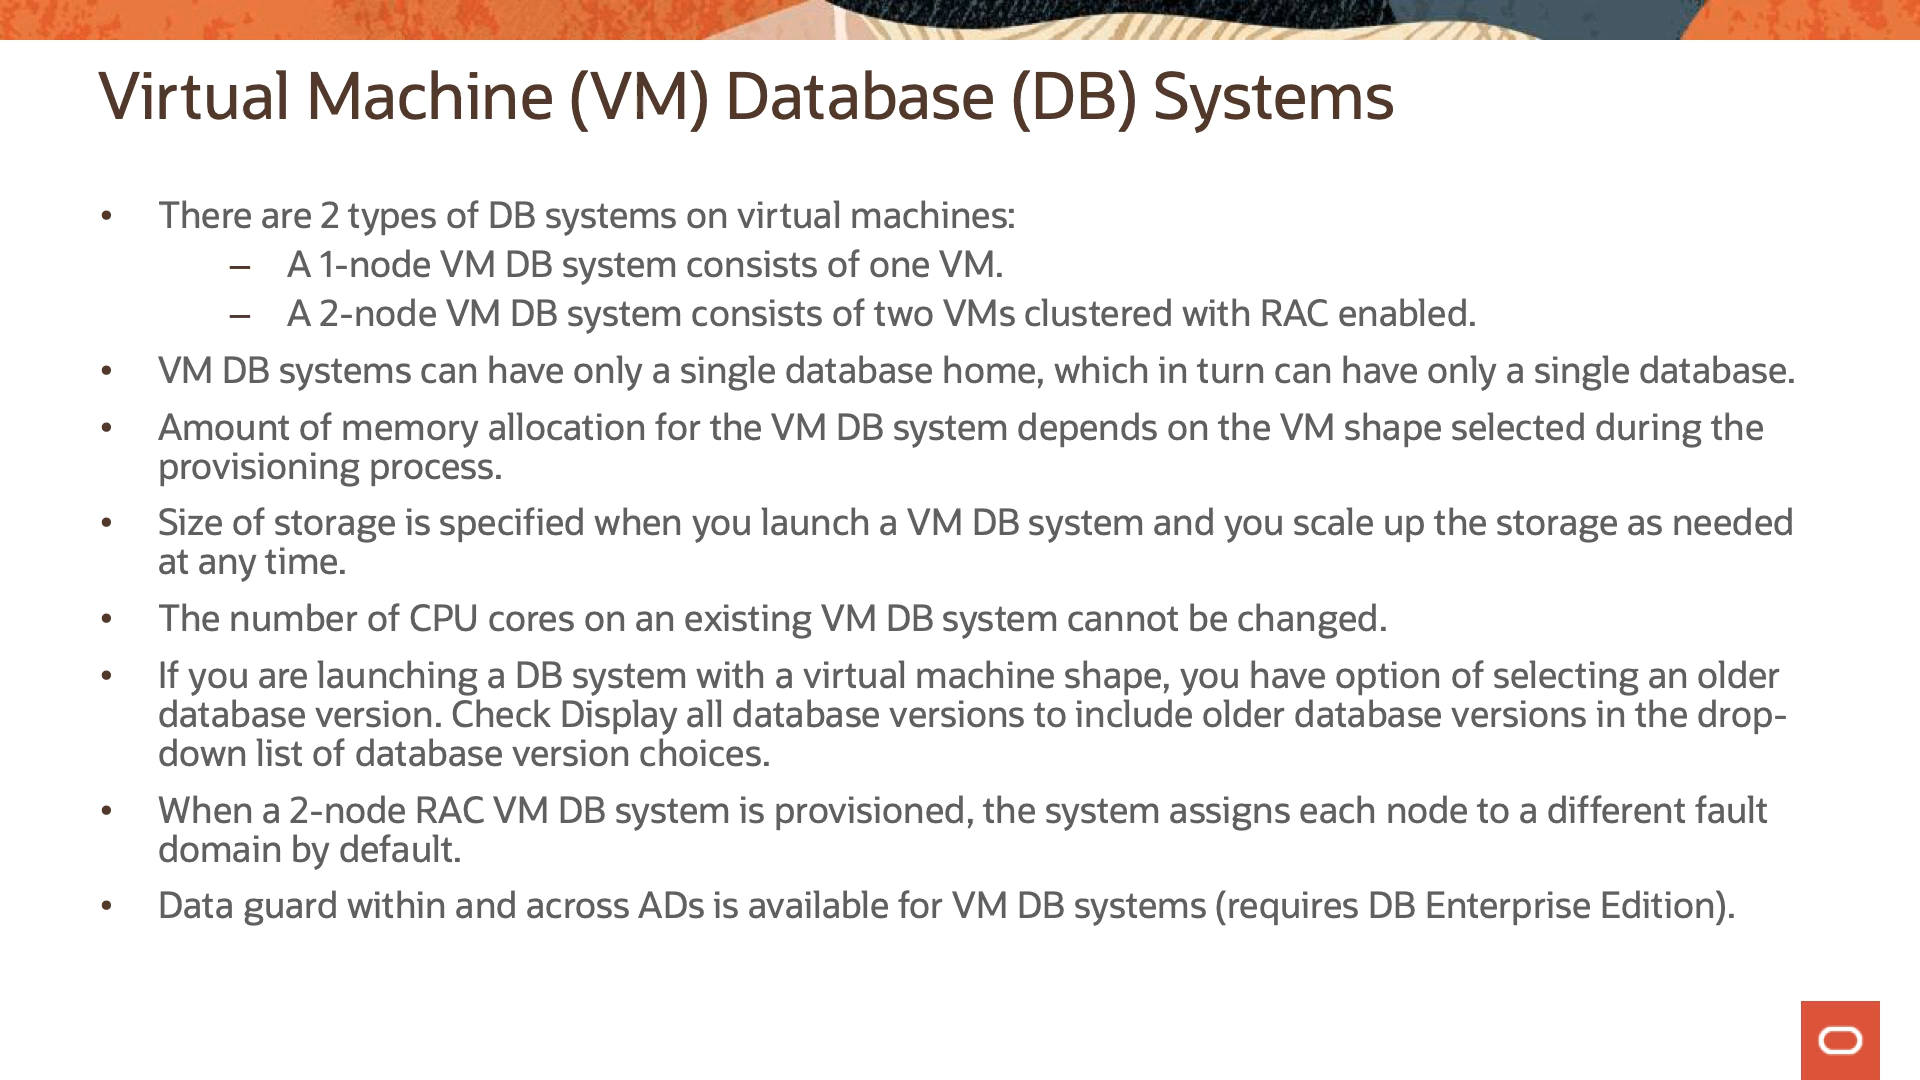 Virtual Machine (VM) Database (DB) Systems
• There are 2 types of DB systems on virtual machines:
– A 1-node VM DB system consists of one VM.
– A 2-node VM DB system consists of two VMs clustered with RAC enabled.
• VM DB systems can have only a single database home, which in turn can have only a single database.
• Amount of memory allocation for the VM DB system depends on the VM shape selected during the
provisioning process.
• Size of storage is specified when you launch a VM DB system and you scale up the storage as needed
at any time.
• The number of CPU cores on an existing VM DB system cannot be changed.
• If you are launching a DB system with a virtual machine shape, you have option of selecting an older
database version. Check Display all database versions to include older database versions in the drop-
down list of database version choices.
• When a 2-node RAC VM DB system is provisioned, the system assigns each node to a different fault
domain by default.
• Data guard within and across ADs is available for VM DB systems (requires DB Enterprise Edition).